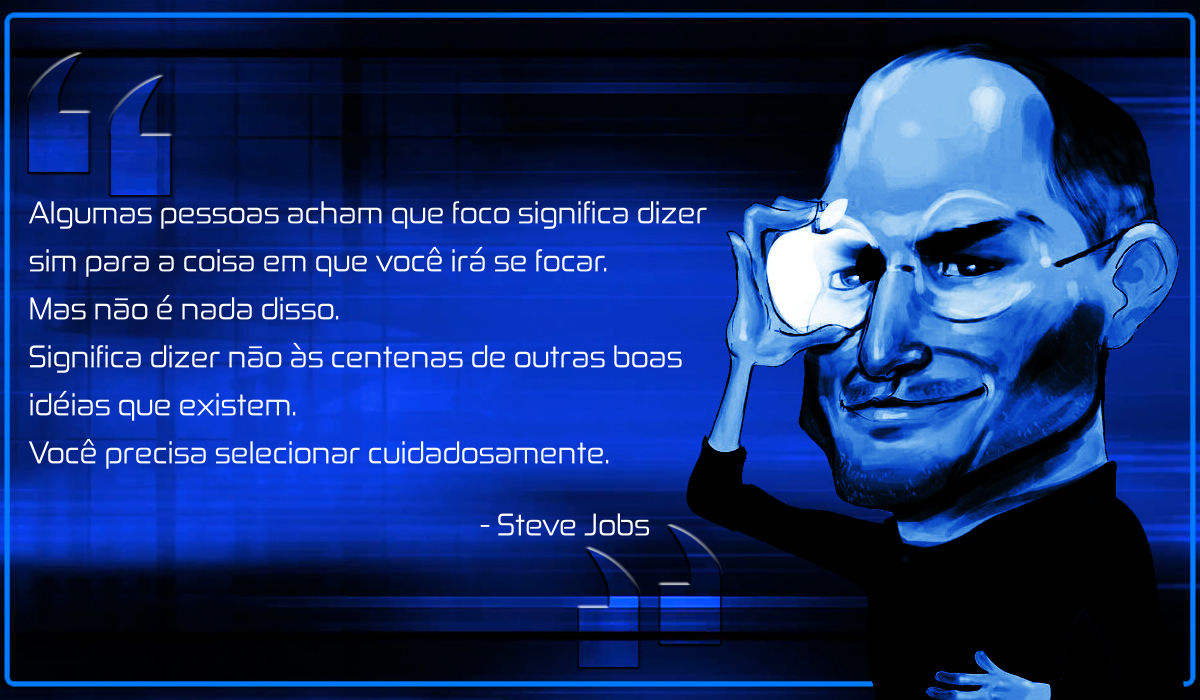 Algumas pessoas acham que foco significa dizer
sim para a coisa em que você irá se focar.
Mas não é nada disso.
Significa dizer não às centenas de outras boas
idéias que existem.
Você precisa selecionar cuidadosamente.
- Steve Jobs